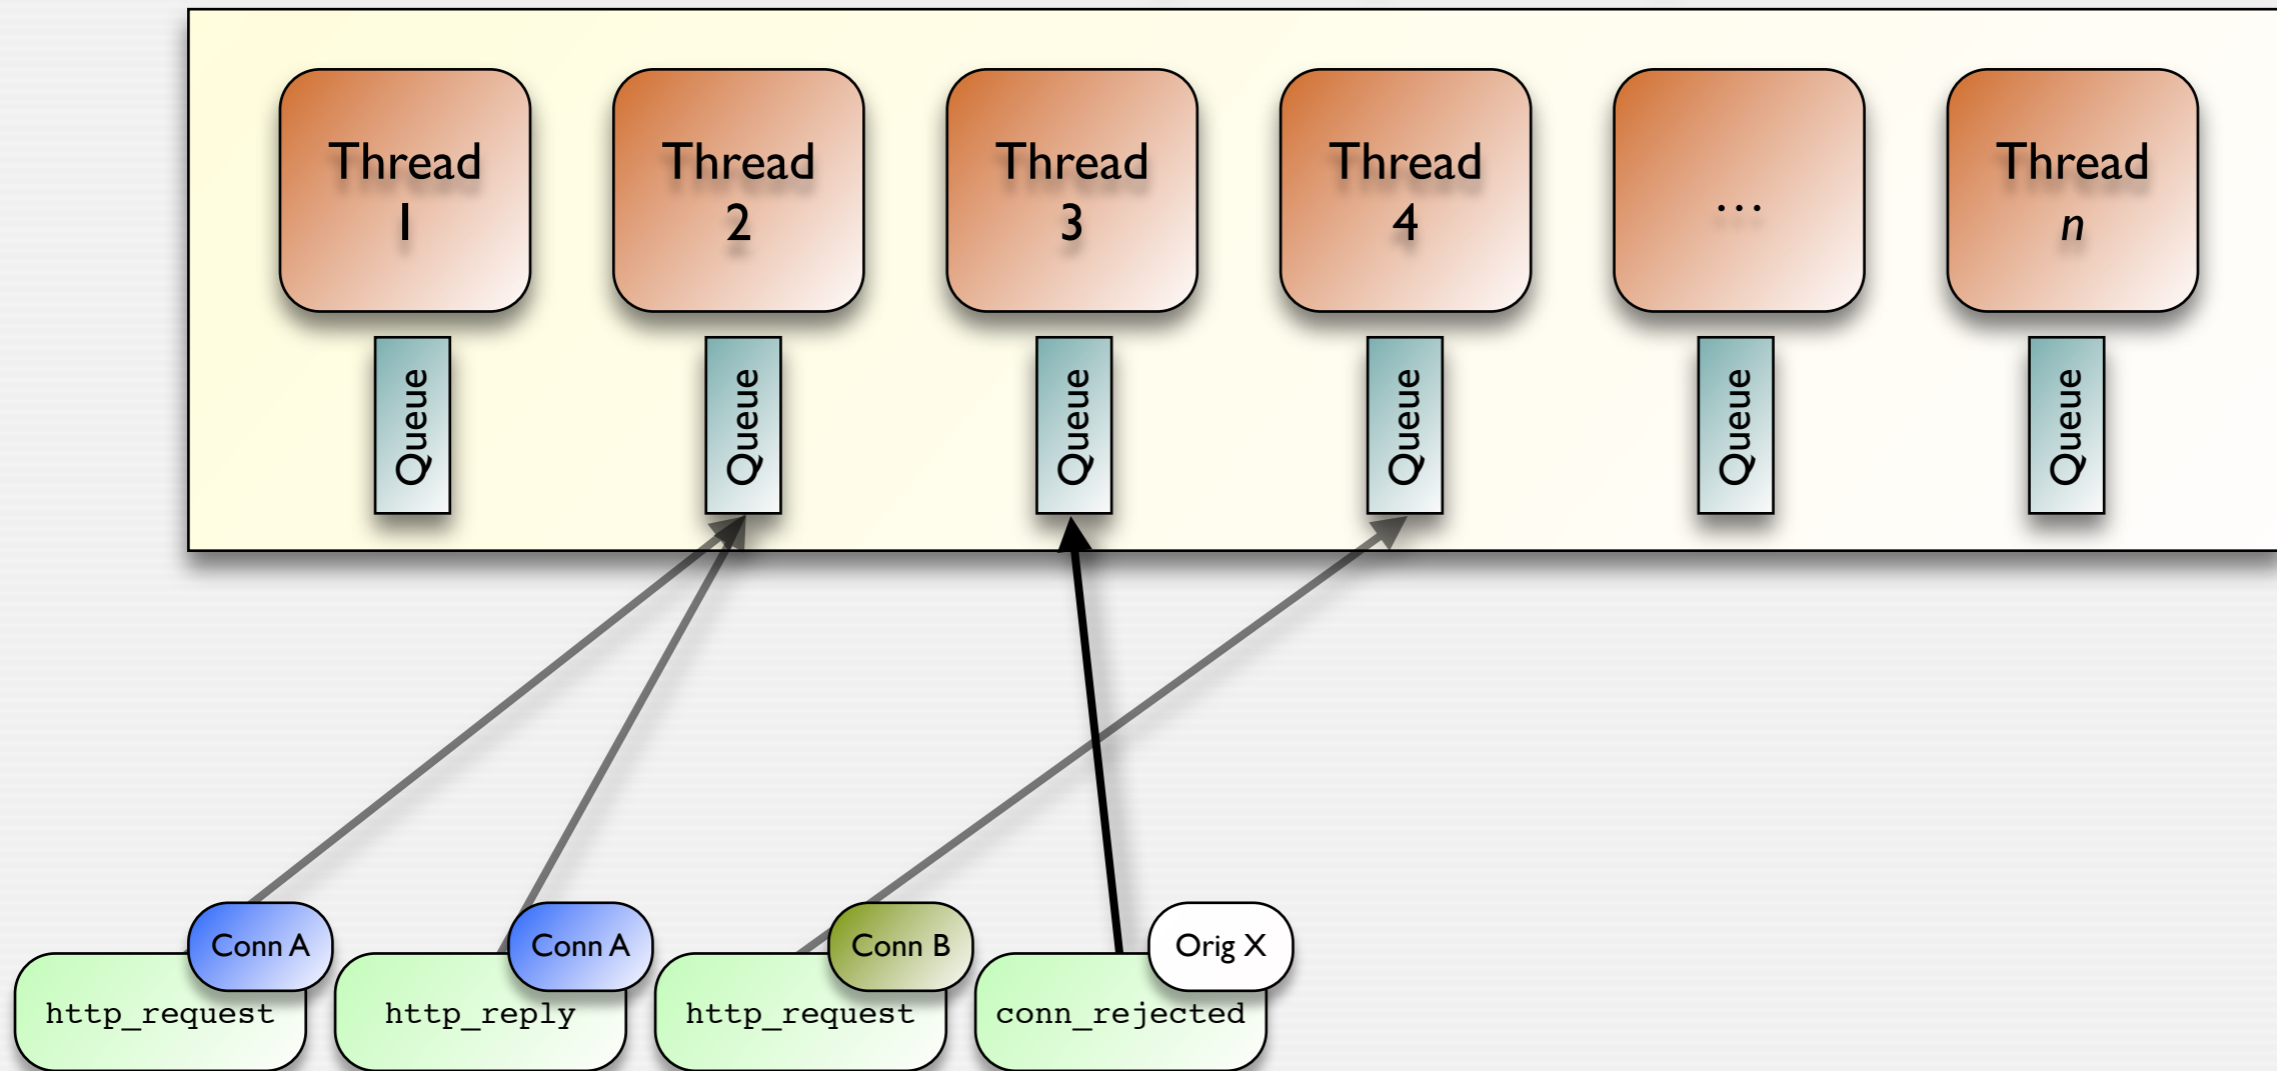 Thread
1
Thread
2
Thread
3
Thread
4
...
Thread
n
Queue
Queue
Queue
Queue
Queue
Queue
Conn A
http_request
Conn A
http_reply
Conn B
http_request
Orig X
conn_rejected